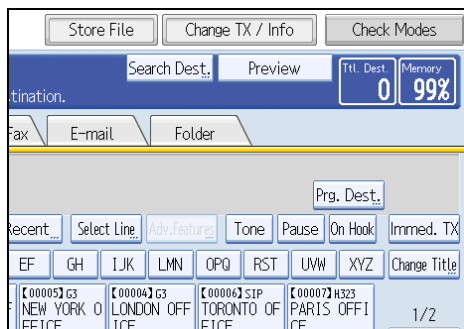 Store File Change TX / Info Check Modes
Search Dest. Preview Ttl. Dest. Memory
tination. 0 99%
Fax E-mail Folder
Prg. Dest.
Recent Select Line Adv.Features Tone Pause On Hook Immed. TX
EF GH IJK LMN OPQ RST UVW XYZ Change Title
【00005】G3 【00004】G3 【00006】SIP 【00007】H323
F NEW YORK O LONDON OFF TORONTO OF PARIS OFFI 1/2
FFICE ICE FICE CE